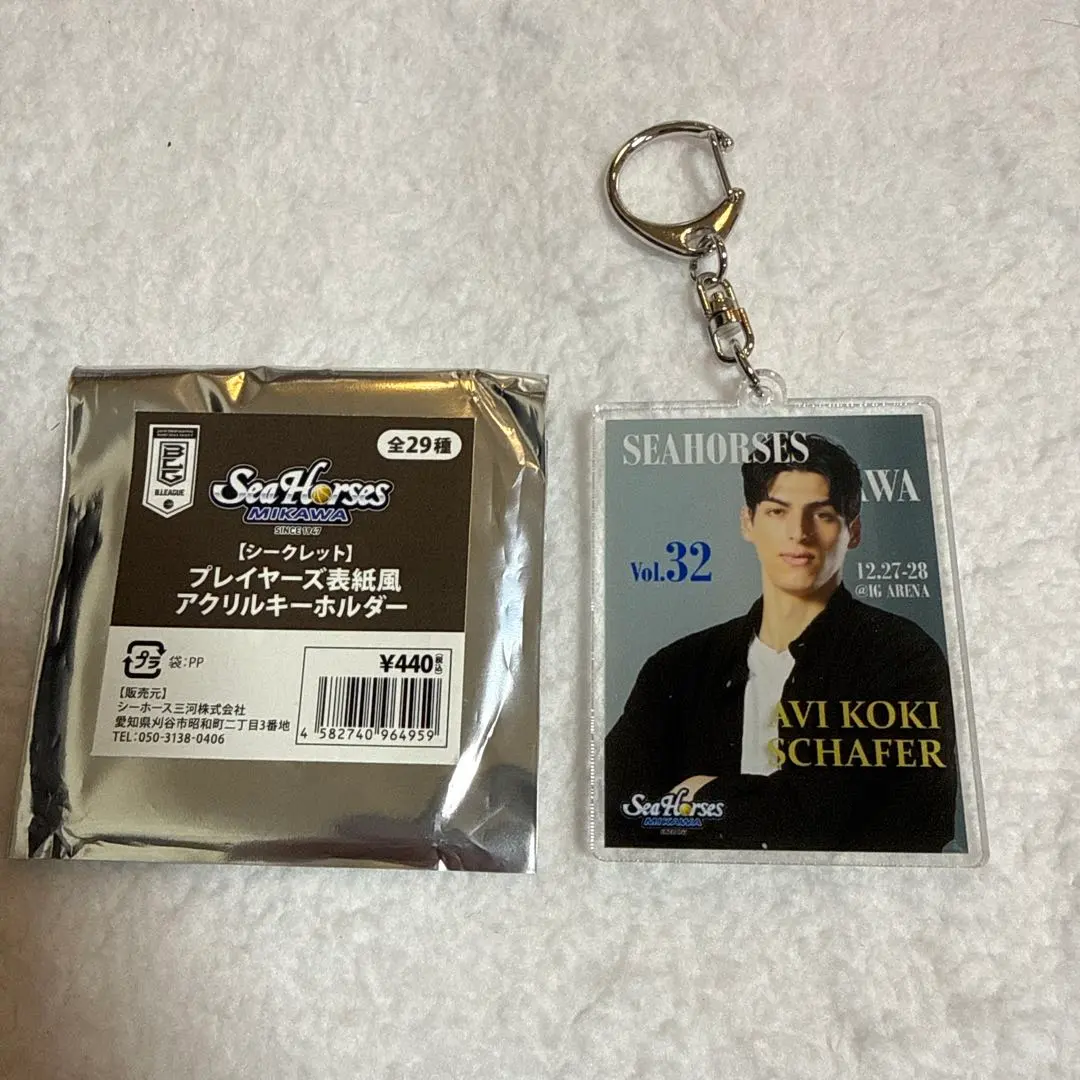 B.LEAGUE
全29種
SeaHorses
MIKAWA
SINCE 1947
【シークレット】
プレイヤーズ表紙風
アクリルキーホルダー
プラ 袋:PP
¥440(税込)
【販売元】
シーホース三河株式会社
愛知県刈谷市昭和町二丁目3番地
TEL:050-3138-0406
4 582740 964959
SEAHORSES
AWA
Vol.32
12.27-28
@IG ARENA
AVI KOKI
SCHAFER
SeaHorses
MIKAWA